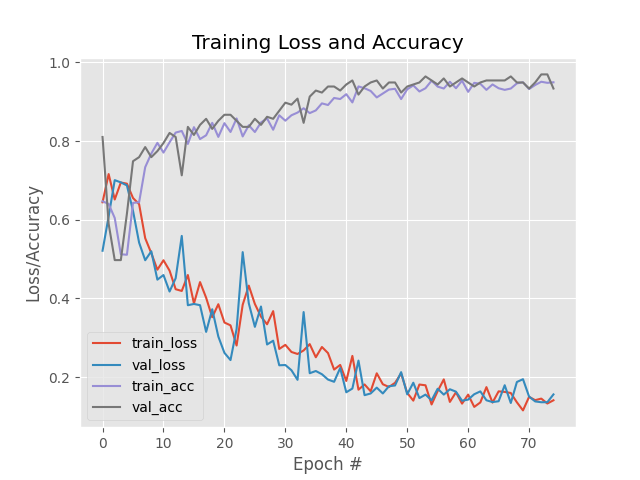 Training Loss and Accuracy
1.0
0.8
0.6
0.4
0.2
Loss/Accuracy
train_loss
val_loss
train_acc
val_acc
0 10 20 30 40 50 60 70
Epoch #